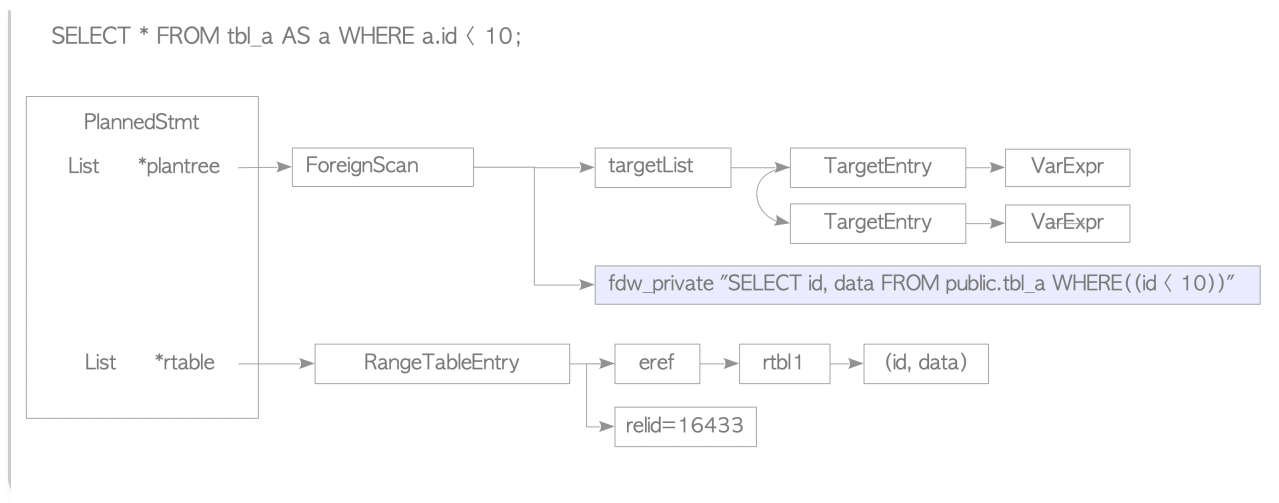 SELECT * FROM tbl_a AS a WHERE a.id < 10;
PlannedStmt
List *plantree
ForeignScan
targetList
TargetEntry
VarExpr
TargetEntry
VarExpr
fdw_private "SELECT id, data FROM public.tbl_a WHERE((id < 10))"
List *rtable
RangeTableEntry
eref
rtbl1
(id, data)
relid=16433